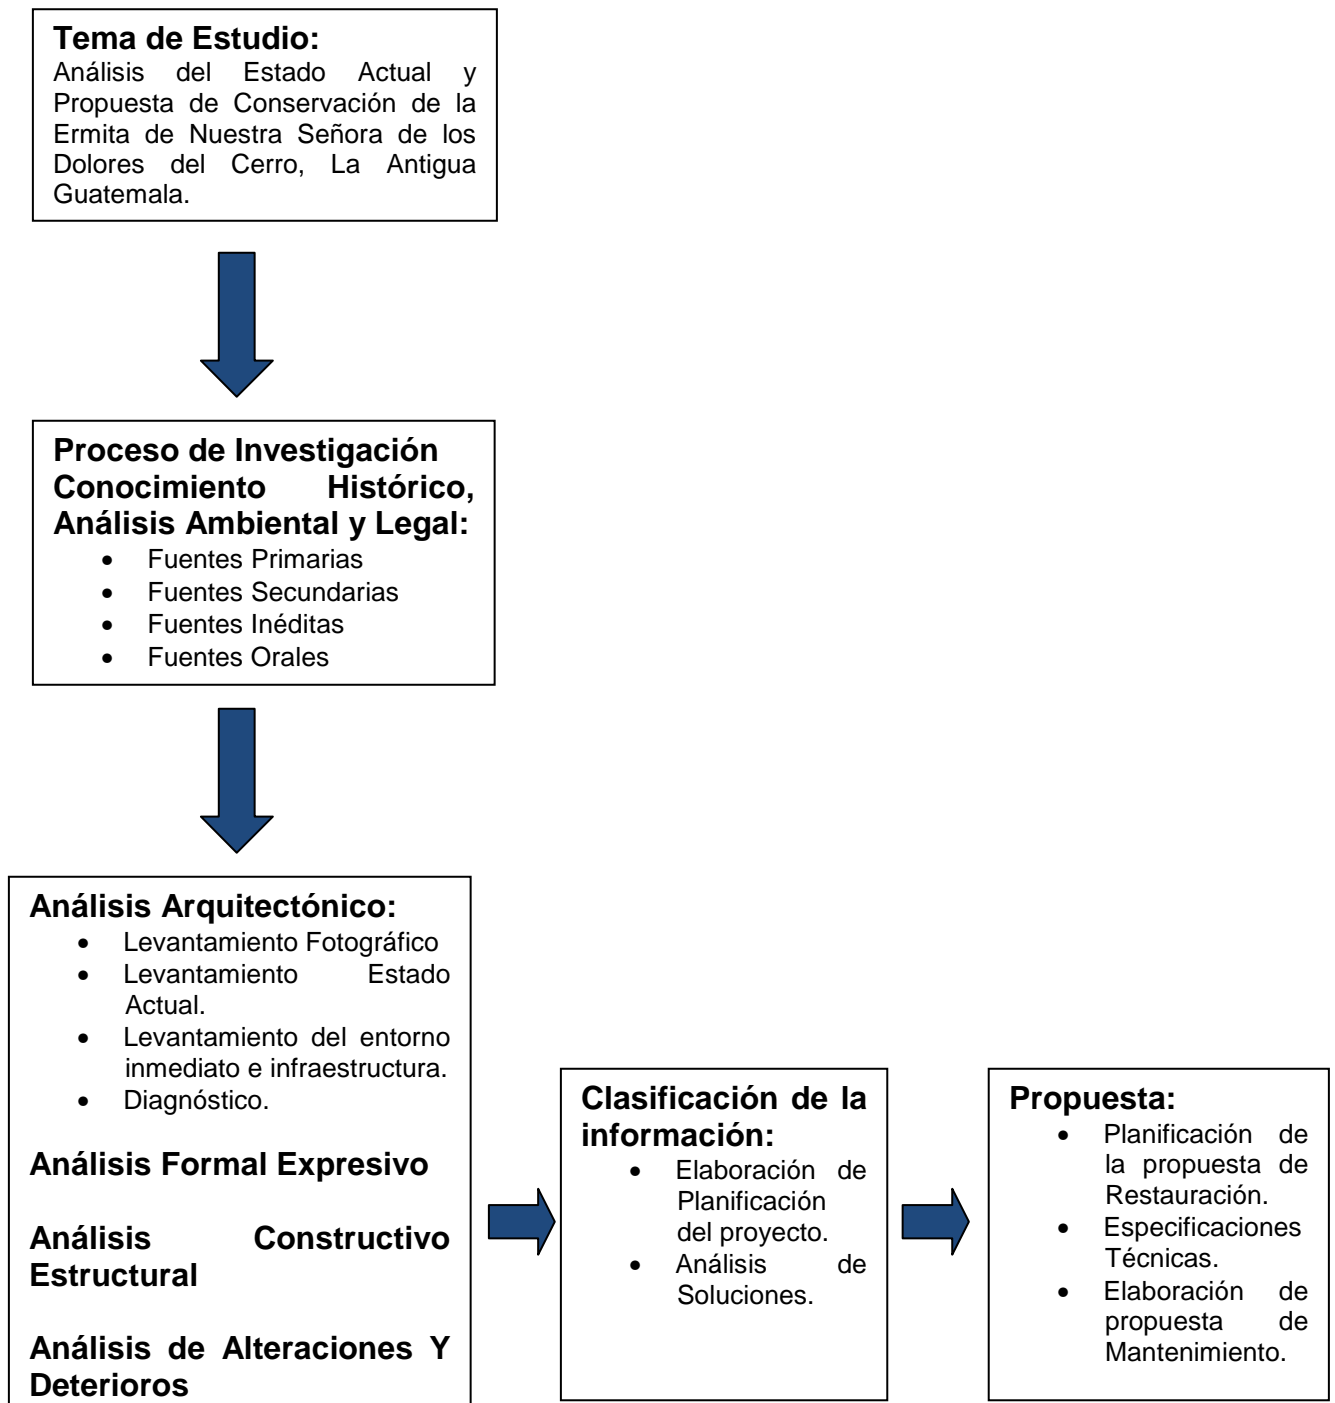 Tema de Estudio:
Análisis del Estado Actual y
Propuesta de Conservación de la
Ermita de Nuestra Señora de los
Dolores del Cerro, La Antigua
Guatemala.
Proceso de Investigación
Conocimiento Histórico,
Análisis Ambiental y Legal:
• Fuentes Primarias
• Fuentes Secundarias
• Fuentes Inéditas
• Fuentes Orales
Análisis Arquitectónico:
• Levantamiento Fotográfico
• Levantamiento Estado
Actual.
• Levantamiento del entorno
inmediato e infraestructura.
• Diagnóstico.
Análisis Formal Expresivo
Análisis Constructivo
Estructural
Análisis de Alteraciones Y
Deterioros
Clasificación de la
información:
• Elaboración de
Planificación
del proyecto.
• Análisis de
Soluciones.
Propuesta:
• Planificación de
la propuesta de
Restauración.
• Especificaciones
Técnicas.
• Elaboración de
propuesta de
Mantenimiento.